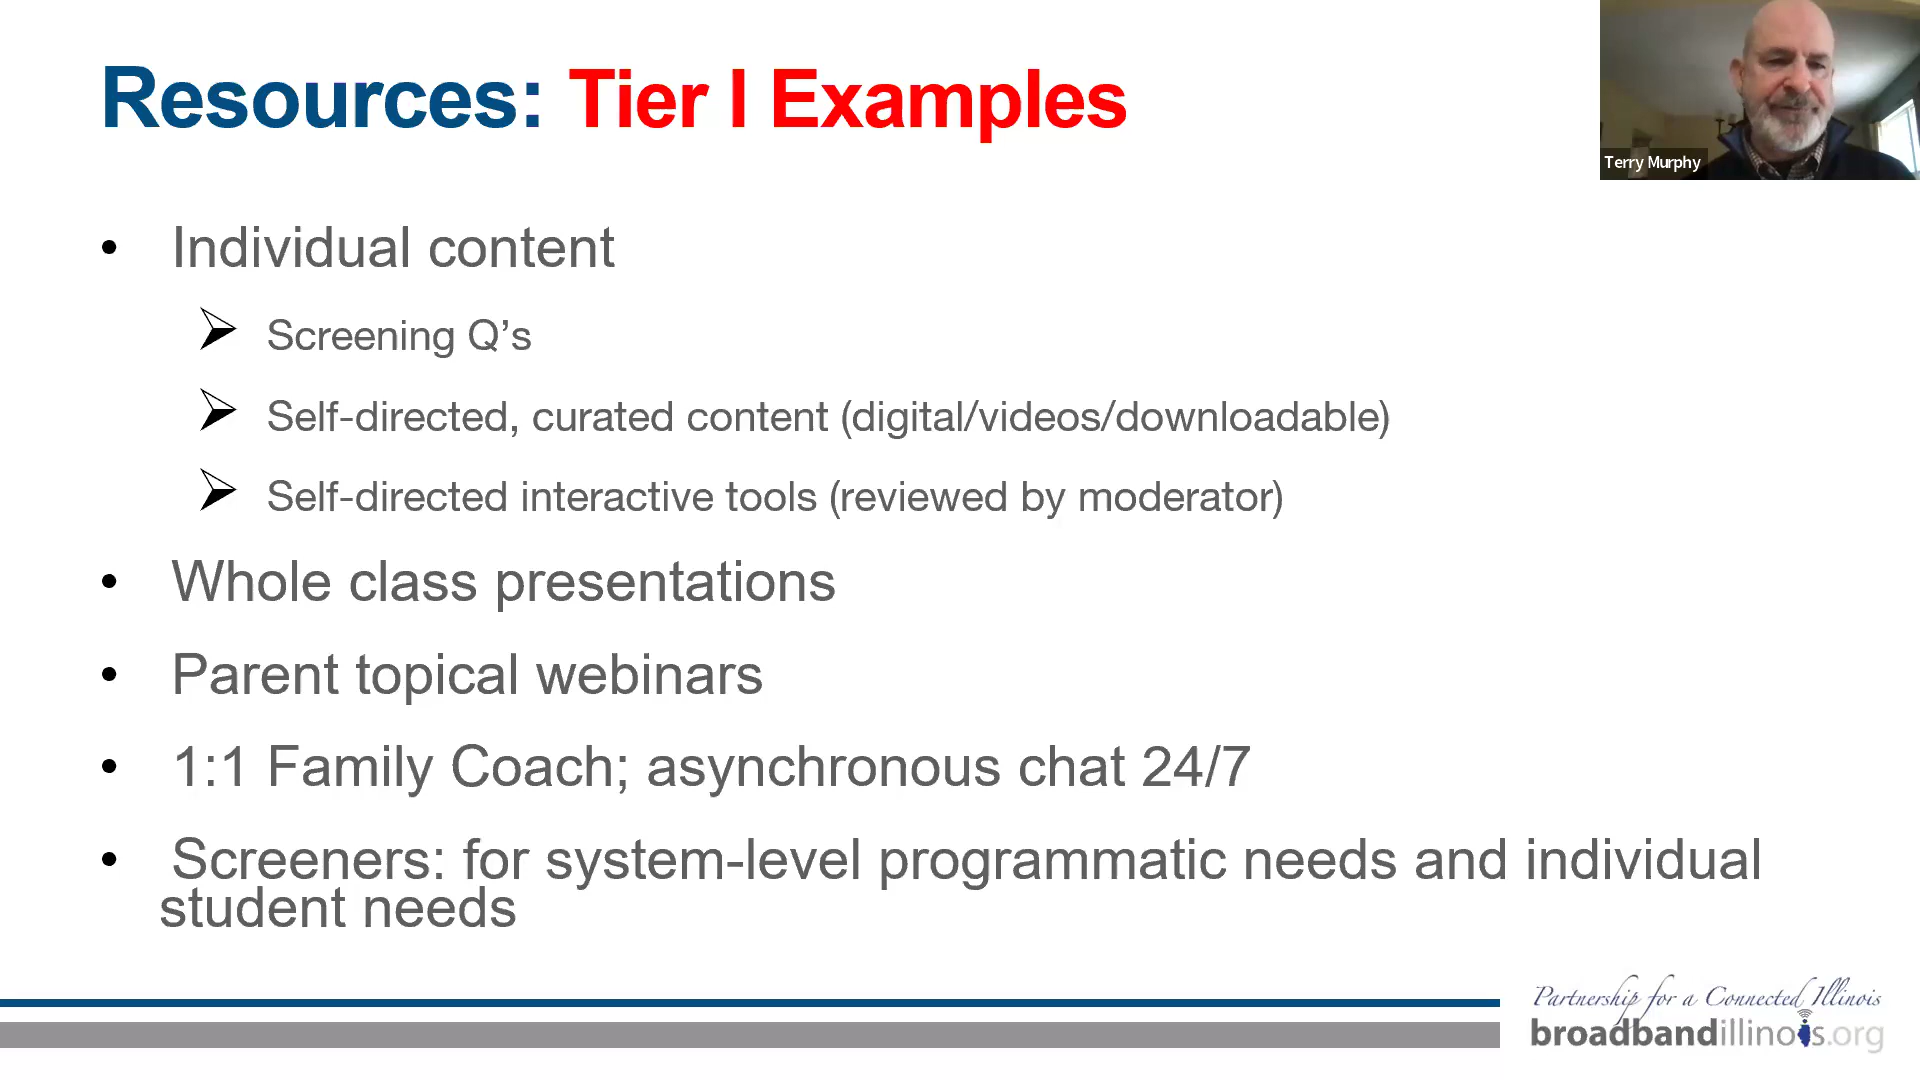 Resources: Tier I Examples
Terry Murphy
• Individual content
➢ Screening Q’s
➢ Self-directed, curated content (digital/videos/downloadable)
➢ Self-directed interactive tools (reviewed by moderator)
• Whole class presentations
• Parent topical webinars
• 1:1 Family Coach; asynchronous chat 24/7
• Screeners: for system-level programmatic needs and individual
student needs
Partnership for a Connected Illinois
broadbandillinois.org